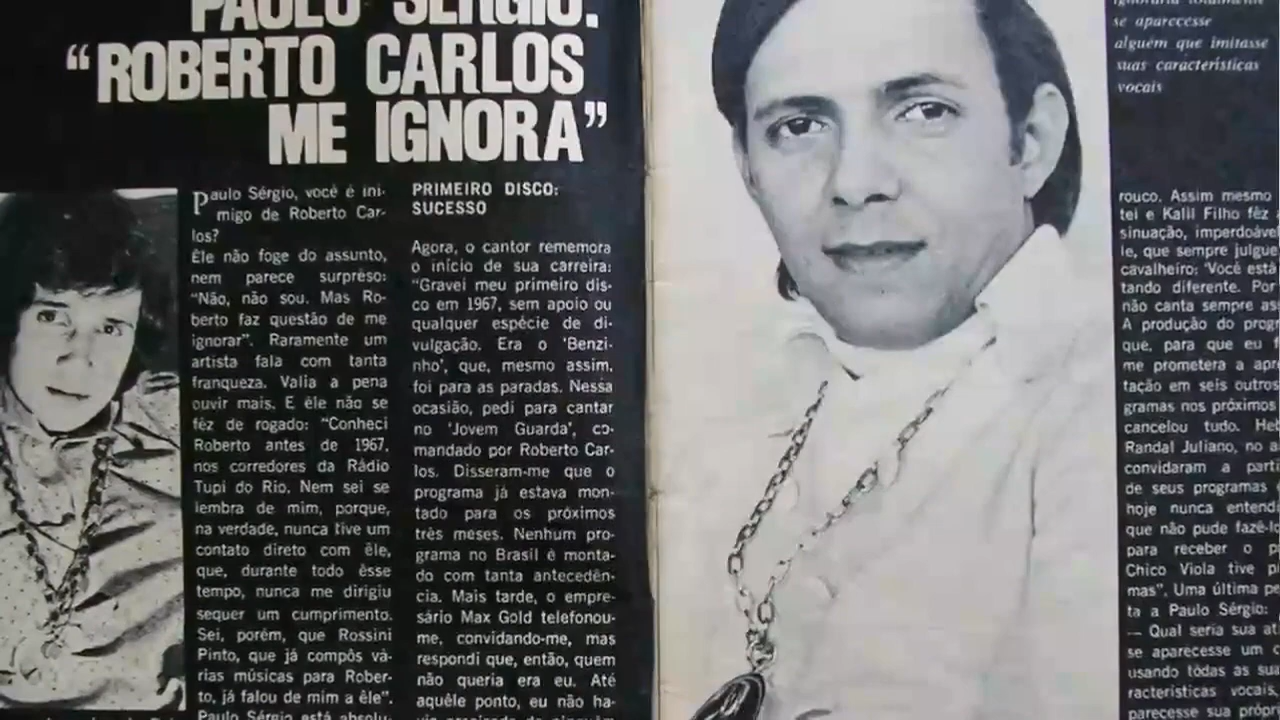 PAULO SÉRGIO:
“ROBERTO CARLOS
ME IGNORA”
Paulo Sérgio, você é ini-
migo de Roberto Car-
los?
Êle não foge do assunto,
nem parece surprêso:
“Não, não sou. Mas Ro-
berto faz questão de me
ignorar”. Raramente um
artista fala com tanta
franqueza. Valia a pena
ouvir mais. E êle não se
fêz de rogado: “Conheci
Roberto antes de 1967,
nos corredores da Rádio
Tupi do Rio. Nem sei se
lembra de mim, porque,
na verdade, nunca tive um
contato direto com êle,
que, durante todo êsse
tempo, nunca me dirigiu
sequer um cumprimento.
Sei, porém, que Rossini
Pinto, que já compôs vá-
rias músicas para Rober-
to, já falou de mim a êle”.
Paulo Sérgio está absolu-
PRIMEIRO DISCO:
SUCESSO
Agora, o cantor rememora
o início de sua carreira:
“Gravei meu primeiro dis-
co em 1967, sem apoio ou
qualquer espécie de di-
vulgação. Era o ‘Benzi-
nho’, que, mesmo assim,
foi para as paradas. Nessa
ocasião, pedi para cantar
no ‘Jovem Guarda’, co-
mandado por Roberto Car-
los. Disseram-me que o
programa já estava mon-
tado para os próximos
três meses. Nenhum pro-
grama no Brasil é monta-
do com tanta antecedên-
cia. Mais tarde, o empre-
sário Max Gold telefonou-
me, convidando-me, mas
respondi que, então, quem
não queria era eu. Até
aquêle ponto, eu não ha-
ignoraria totalmente
se aparecesse
alguém que imitasse
suas características
vocais
rouco. Assim mesmo
tei e Kalil Filho fêz
sinuação, imperdoáve
le, que sempre julgue
cavalheiro: ‘Você está
tando diferente. Por
não canta sempre as
A produção do progr
que, para que eu f
me prometera a apre
tação em seis outros
gramas nos próximos
cancelou tudo. Heb
Randal Juliano, no a
convidaram a parti
de seus programas
hoje nunca entendi
que não pude fazê-lo
para receber o p
Chico Viola tive p
mas”. Uma última pe
ta a Paulo Sérgio:
— Qual seria sua at
se aparecesse um c
usando tôdas as sua
racterísticas vocais,
parecesse sua própr